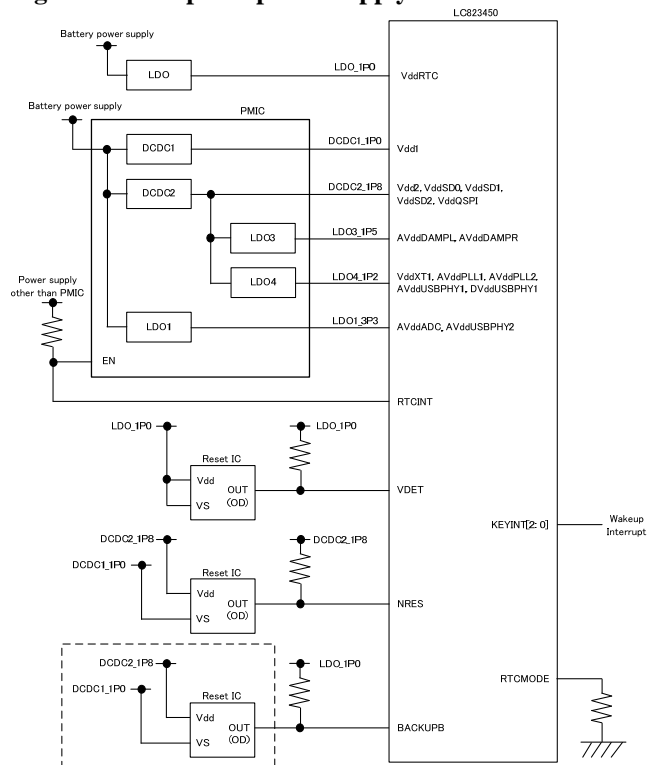 LC823450
Battery power supply
LDO
LDO_1P0
VddRTC
Battery power supply
PMIC
DCDC1
DCDC1_1P0
Vdd1
DCDC2
DCDC2_1P8
Vdd2, VddSD0, VddSD1,
VddSD2, VddQSPI
LDO3
LDO3_1P5
AVddDAMPL, AVddDAMPR
Power supply
other than PMIC
LDO4
LDO4_1P2
VddXT1, AVddPLL1, AVddPLL2,
AVddUSBPHY1, DVddUSBPHY1
LDO1
LDO1_3P3
AVddADC, AVddUSBPHY2
EN
RTCINT
LDO_1P0
LDO_1P0
Reset IC
Vdd
VS
OUT
(OD)
VDET
KEYINT[2:0]
Wakeup
Interrupt
DCDC2_1P8
DCDC2_1P8
DCDC1_1P0
Reset IC
Vdd
VS
OUT
(OD)
NRES
DCDC2_1P8
LDO_1P0
DCDC1_1P0
Reset IC
Vdd
VS
OUT
(OD)
BACKUPB
RTCMODE